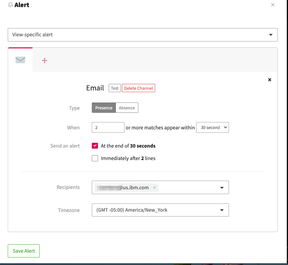 Alert
×
View-specific alert
+
×
Email Test Delete Channel
Type Presence Absence
When 2 or more matches appear within 30 second
Send an alert At the end of 30 seconds
Immediately after 2 lines
Recipients @us.ibm.com ×
Timezone (GMT -05:00) America/New_York
Save Alert